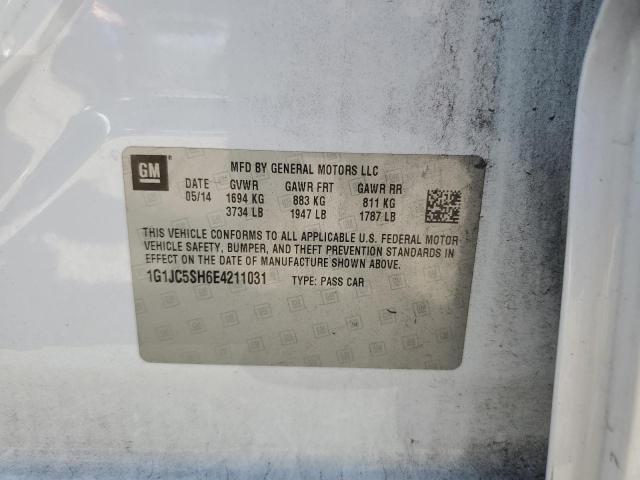 GM
MFD BY GENERAL MOTORS LLC
DATE GVWR GAWR FRT GAWR RR
05/14 1694 KG 883 KG 811 KG
3734 LB 1947 LB 1787 LB
THIS VEHICLE CONFORMS TO ALL APPLICABLE U.S. FEDERAL MOTOR
VEHICLE SAFETY, BUMPER, AND THEFT PREVENTION STANDARDS
IN EFFECT ON THE DATE OF MANUFACTURE SHOWN ABOVE.
1G1JC5SH6E4211031 TYPE: PASS CAR